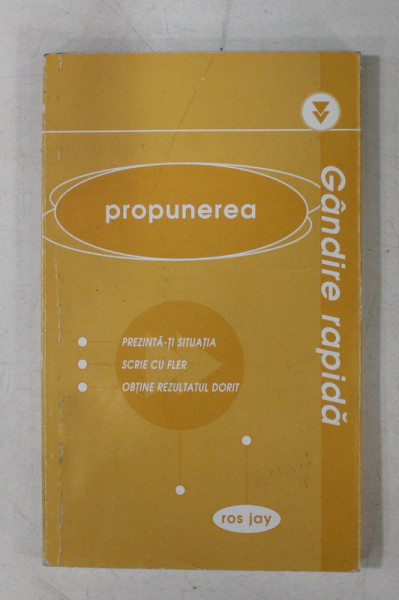 propunerea
Gândire rapidă
PREZINTĂ-ȚI SITUAȚIA
SCRIE CU FLER
OBȚINE REZULTATUL DORIT
ros jay